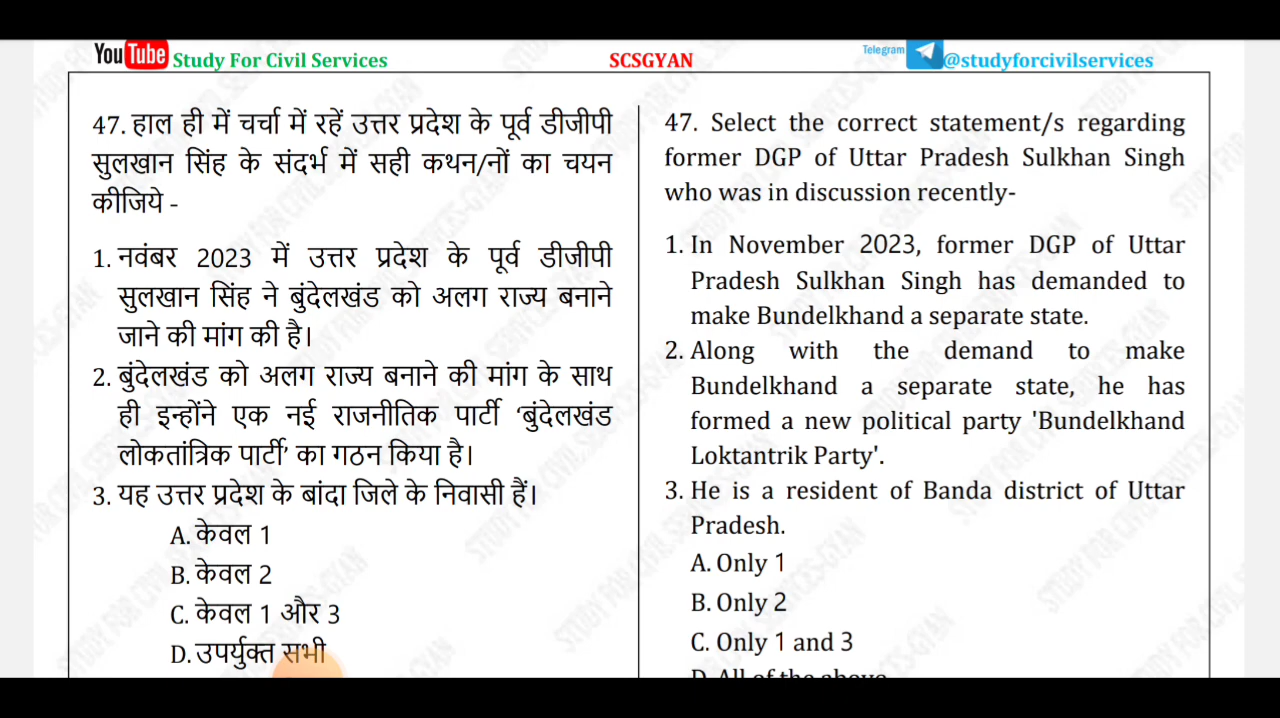 YouTube Study For Civil Services SCSGYAN Telegram @studyforcivilservices
47. हाल ही में चर्चा में रहें उत्तर प्रदेश के पूर्व डीजीपी
सुलखान सिंह के संदर्भ में सही कथन/नों का चयन
कीजिये -
1. नवंबर 2023 में उत्तर प्रदेश के पूर्व डीजीपी
सुलखान सिंह ने बुंदेलखंड को अलग राज्य बनाने
जाने की मांग की है।
2. बुंदेलखंड को अलग राज्य बनाने की मांग के साथ
ही इन्होंने एक नई राजनीतिक पार्टी ‘बुंदेलखंड
लोकतांत्रिक पार्टी’ का गठन किया है।
3. यह उत्तर प्रदेश के बांदा जिले के निवासी हैं।
A. केवल 1
B. केवल 2
C. केवल 1 और 3
D. उपर्युक्त सभी
47. Select the correct statement/s regarding
former DGP of Uttar Pradesh Sulkhan Singh
who was in discussion recently-
1. In November 2023, former DGP of Uttar
Pradesh Sulkhan Singh has demanded to
make Bundelkhand a separate state.
2. Along with the demand to make
Bundelkhand a separate state, he has
formed a new political party 'Bundelkhand
Loktantrik Party'.
3. He is a resident of Banda district of Uttar
Pradesh.
A. Only 1
B. Only 2
C. Only 1 and 3
D. All of the above